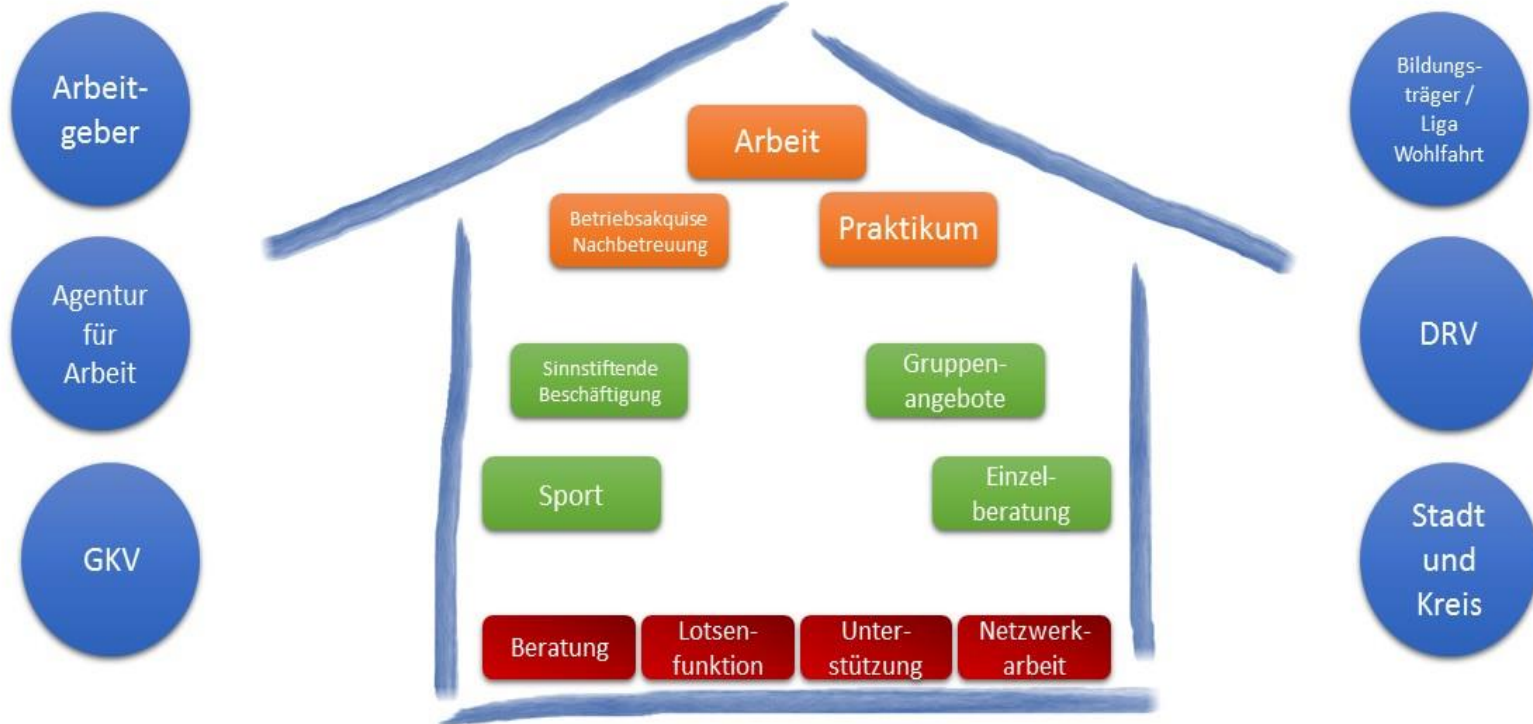 Arbeit-
geber
Agentur
für
Arbeit
GKV
Arbeit
Betriebsakquise
Nachbetreuung
Praktikum
Sinnstiftende
Beschäftigung
Gruppen-
angebote
Sport
Einzel-
beratung
Beratung
Lotsen-
funktion
Unter-
stützung
Netzwerk-
arbeit
Bildungs-
träger /
Liga
Wohlfahrt
DRV
Stadt
und
Kreis